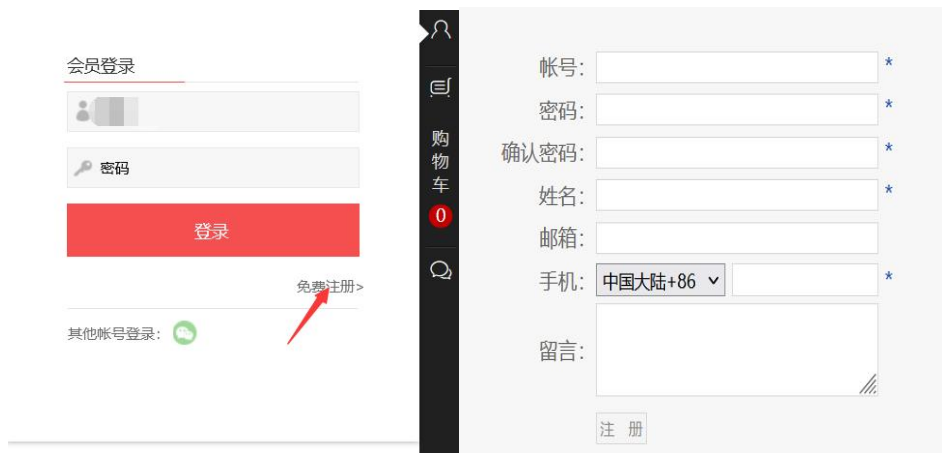 会员登录
密码
登录
免费注册>
其他帐号登录：
购物车
0
帐号： *
密码： *
确认密码： *
姓名： *
邮箱：
手机： 中国大陆+86 *
留言：
注 册